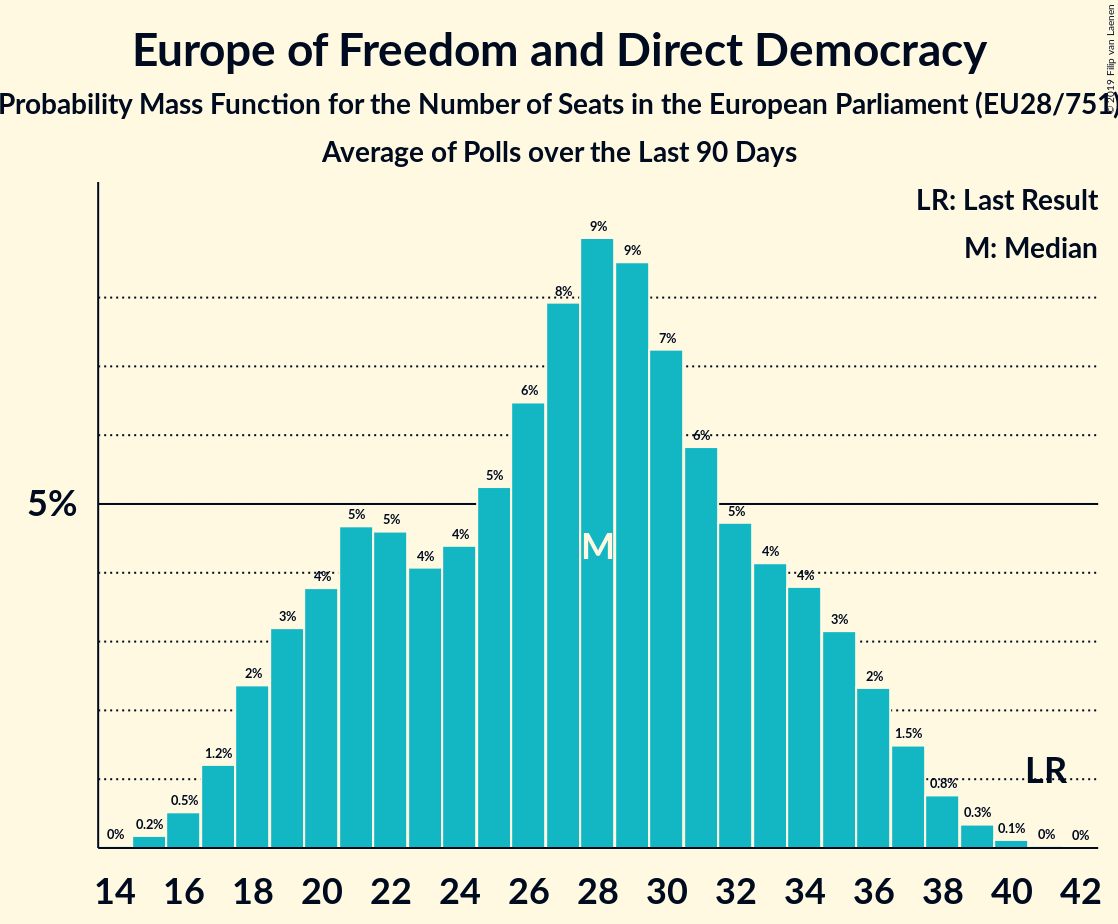 Europe of Freedom and Direct Democracy
Probability Mass Function for the Number of Seats in the European Parliament (EU28/751)
Average of Polls over the Last 90 Days
© 2019 Filip van Laenen
LR: Last Result
M: Median
5%
0% 0.2% 0.5% 1.2% 2% 3% 4% 5% 5% 4% 4% 5% 6% 8% 9% 9% 7% 6% 5% 4% 4% 3% 2% 1.5% 0.8% 0.3% 0.1% 0% 0%
M
LR
14 16 18 20 22 24 26 28 30 32 34 36 38 40 42